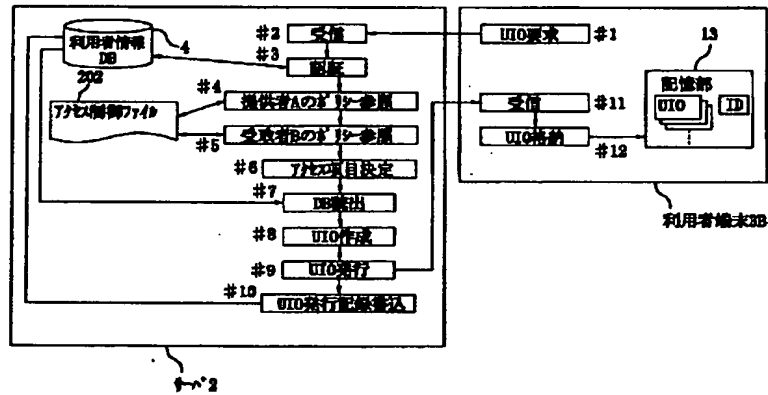 利用者情報
DB
4
202
アクセス制御ファイル
#2
受信
#3
認証
#4
提供者Aのポリシー参照
#5
受取者Bのポリシー参照
#6
アクセス項目決定
#7
DB読出
#8
UIO作成
#9
UIO発行
#10
UIO発行記録書込
サーバ2
UIO要求
#1
受信
#11
UIO格納
#12
13
記憶部
UIO
ID
利用者端末3B